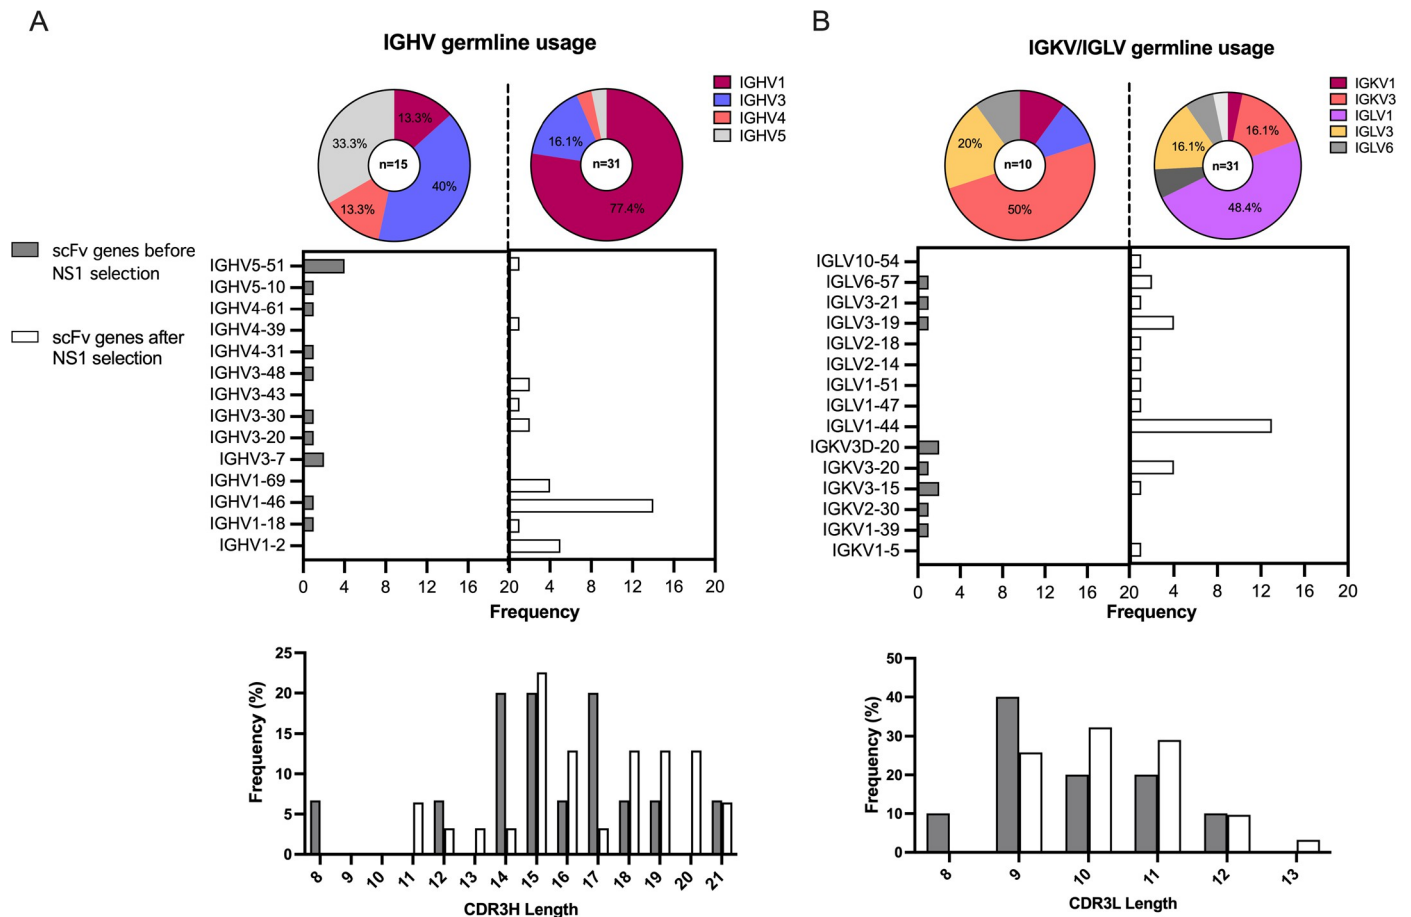 A
IGHV germline usage
13.3%
33.3%
n=15
40%
13.3%
16.1%
n=31
77.4%
IGHV1
IGHV3
IGHV4
IGHV5
scFv genes before
NS1 selection
scFv genes after
NS1 selection
IGHV5-51
IGHV5-10
IGHV4-61
IGHV4-39
IGHV4-31
IGHV3-48
IGHV3-43
IGHV3-30
IGHV3-20
IGHV3-7
IGHV1-69
IGHV1-46
IGHV1-18
IGHV1-2
0 4 8 12 16 20 4 8 12 16 20
Frequency
Frequency (%)
25
20
15
10
5
0
8 9 10 11 12 13 14 15 16 17 18 19 20 21
CDR3H Length
B
IGKV/IGLV germline usage
20%
n=10
50%
16.1%
16.1%
n=31
48.4%
IGKV1
IGKV3
IGLV1
IGLV3
IGLV6
IGLV10-54
IGLV6-57
IGLV3-21
IGLV3-19
IGLV2-18
IGLV2-14
IGLV1-51
IGLV1-47
IGLV1-44
IGKV3D-20
IGKV3-20
IGKV3-15
IGKV2-30
IGKV1-39
IGKV1-5
0 4 8 12 16 20 4 8 12 16 20
Frequency
Frequency (%)
50
40
30
20
10
0
8 9 10 11 12 13
CDR3L Length